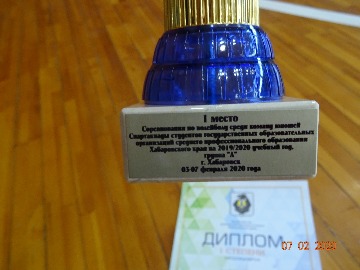 I место
Соревнования по волейболу среди команд юношей
Спартакиады студентов государственных образовательных
организаций среднего профессионального образования
Хабаровского края на 2019/2020 учебный год,
группа "А"
г. Хабаровск
03-07 февраля 2020 года
ДИПЛОМ
I СТЕПЕНИ
07 02 2020